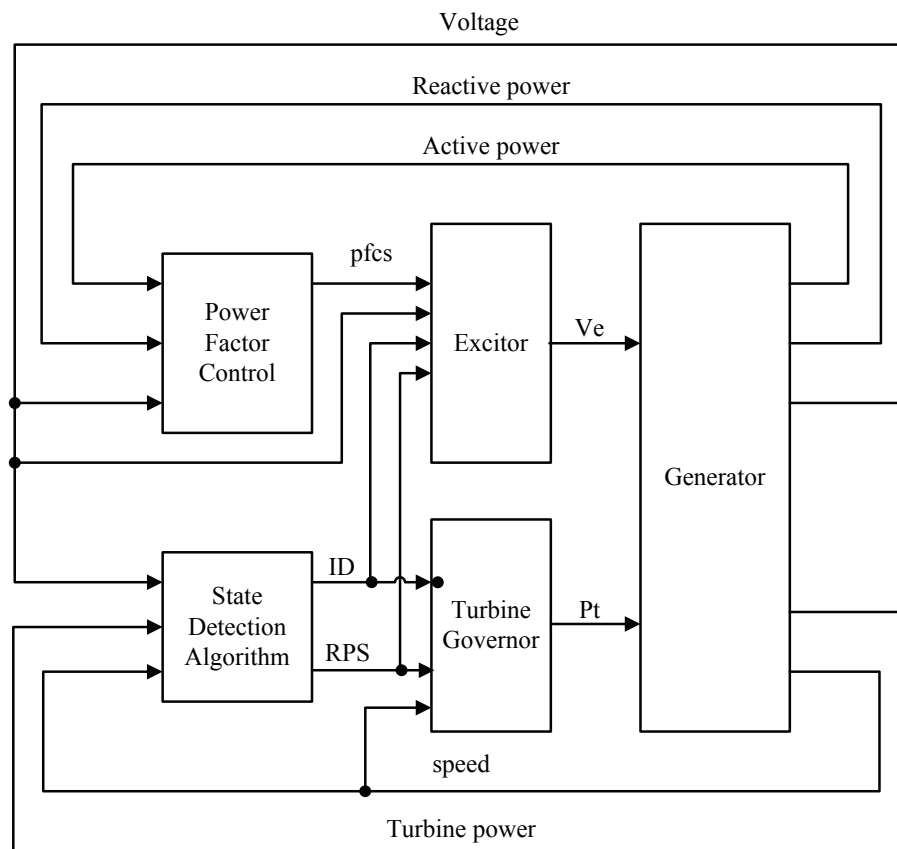 Voltage
Reactive power
Active power
pfcs
Power
Factor
Control
Excitor
Ve
Generator
ID
State
Detection
Algorithm
RPS
Turbine
Governor
Pt
speed
Turbine power